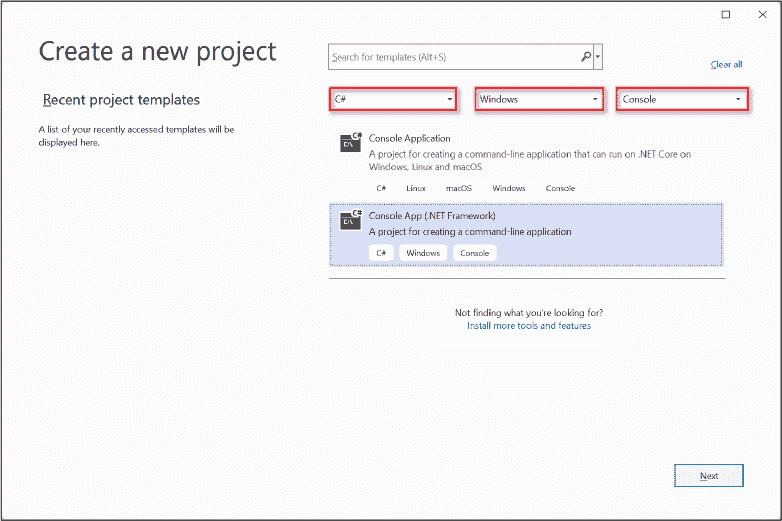 Create a new project
Search for templates (Alt+S)
Clear all
Recent project templates
A list of your recently accessed templates will be
displayed here.
C#
Windows
Console
C#
Console Application
A project for creating a command-line application that can run on .NET Core on
Windows, Linux and macOS
C# Linux macOS Windows Console
C#
Console App (.NET Framework)
A project for creating a command-line application
C# Windows Console
Not finding what you're looking for?
Install more tools and features
Next